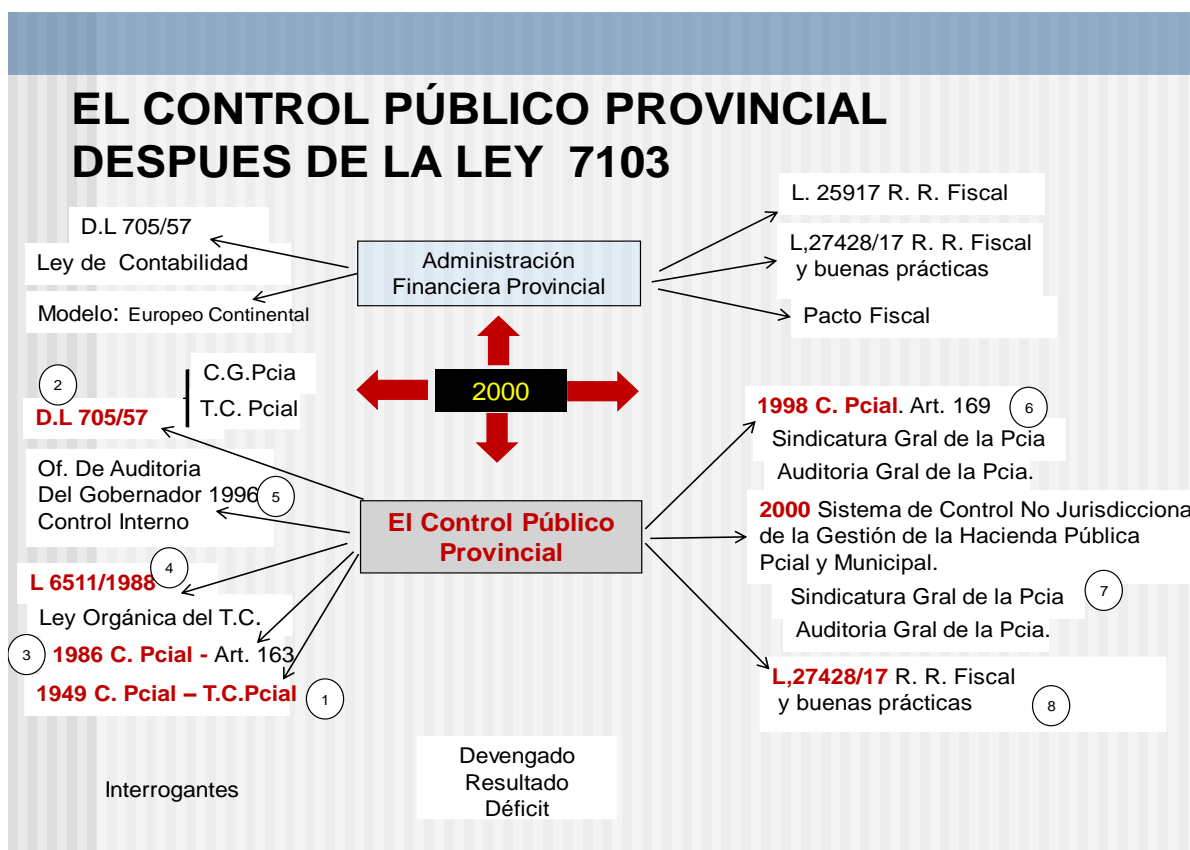 EL CONTROL PÚBLICO PROVINCIAL
DESPUES DE LA LEY 7103
D.L 705/57
Ley de Contabilidad
Modelo: Europeo Continental
Administración
Financiera Provincial
L. 25917 R. R. Fiscal
L,27428/17 R. R. Fiscal
y buenas prácticas
Pacto Fiscal
2000
2
D.L 705/57
C.G.Pcia
T.C. Pcial
Of. De Auditoria
Del Gobernador 1996
Control Interno
5
4
L 6511/1988
Ley Orgánica del T.C.
3
1986 C. Pcial - Art. 163
1949 C. Pcial – T.C.Pcial
1
El Control Público
Provincial
1998 C. Pcial. Art. 169
6
Sindicatura Gral de la Pcia
Auditoria Gral de la Pcia.
2000 Sistema de Control No Jurisdicciona
de la Gestión de la Hacienda Pública
Pcial y Municipal.
Sindicatura Gral de la Pcia
7
Auditoria Gral de la Pcia.
L,27428/17 R. R. Fiscal
y buenas prácticas
8
Interrogantes
Devengado
Resultado
Déficit